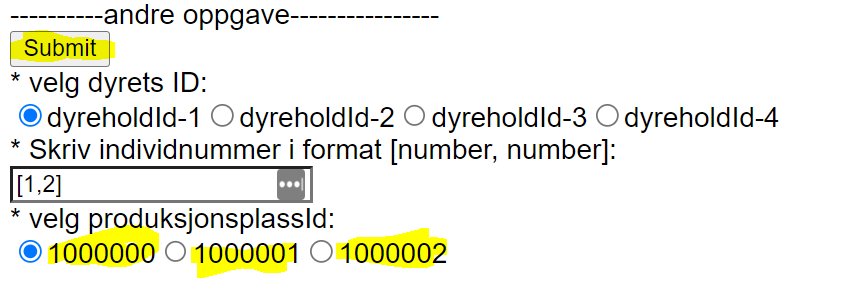 ----------andre oppgave----------------
Submit
* velg dyrets ID:
dyreholdId-1 dyreholdId-2 dyreholdId-3 dyreholdId-4
* Skriv individnummer i format [number, number]:
[1,2]
* velg produksjonsplassId:
1000000 1000001 1000002